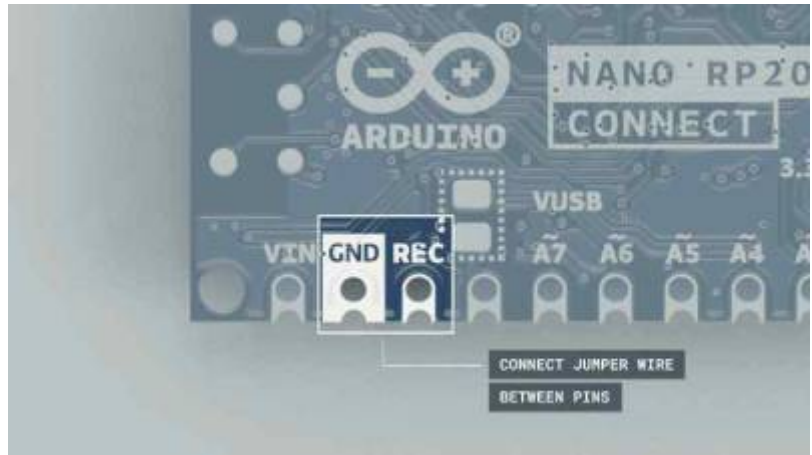 ®
ARDUINO
NANO RP20
CONNECT
3.3
VUSB
VIN GND REC A7 A6 A5 A4 A
CONNECT JUMPER WIRE
BETWEEN PINS